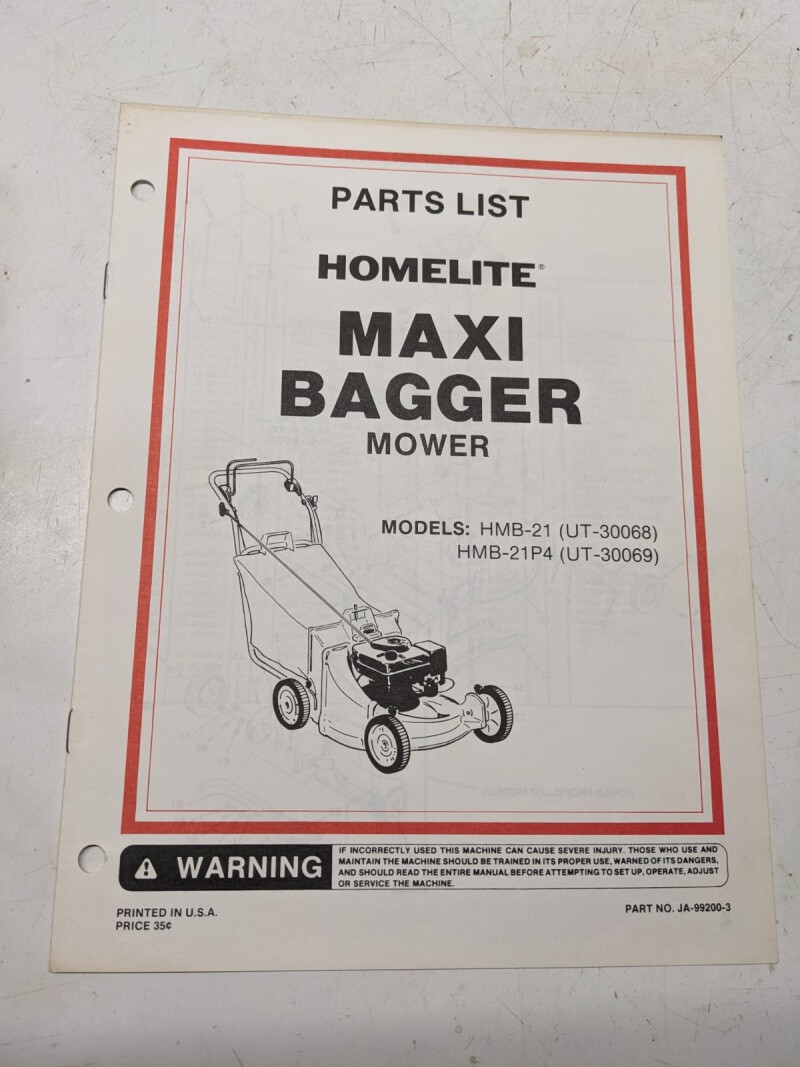 PARTS LIST
HOMELITE®
MAXI
BAGGER
MOWER
MODELS: HMB-21 (UT-30068)
HMB-21P4 (UT-30069)
WARNING
IF INCORRECTLY USED THIS MACHINE CAN CAUSE SEVERE INJURY. THOSE WHO USE AND
MAINTAIN THE MACHINE SHOULD BE TRAINED IN ITS PROPER USE, WARNED OF ITS DANGERS,
AND SHOULD READ THE ENTIRE MANUAL BEFORE ATTEMPTING TO SET UP, OPERATE, ADJUST
OR SERVICE THE MACHINE.
PRINTED IN U.S.A.
PRICE 35¢
PART NO. JA-99200-3